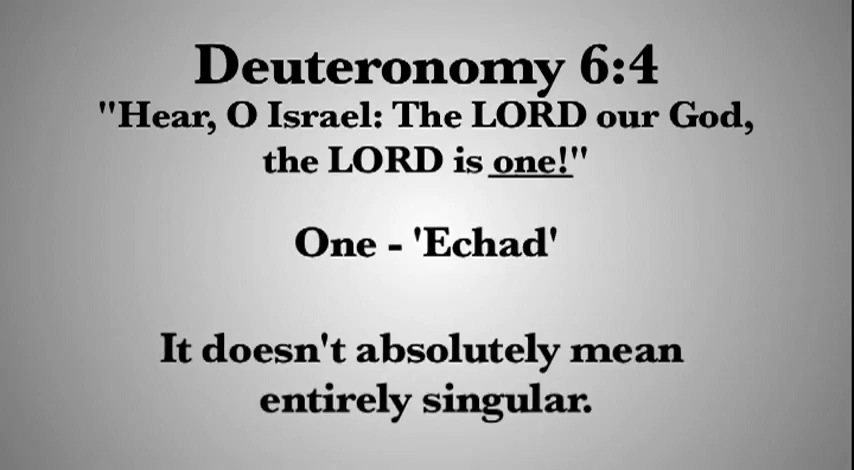 Deuteronomy 6:4
"Hear, O Israel: The LORD our God,
the LORD is one!"
One - 'Echad'
It doesn't absolutely mean
entirely singular.